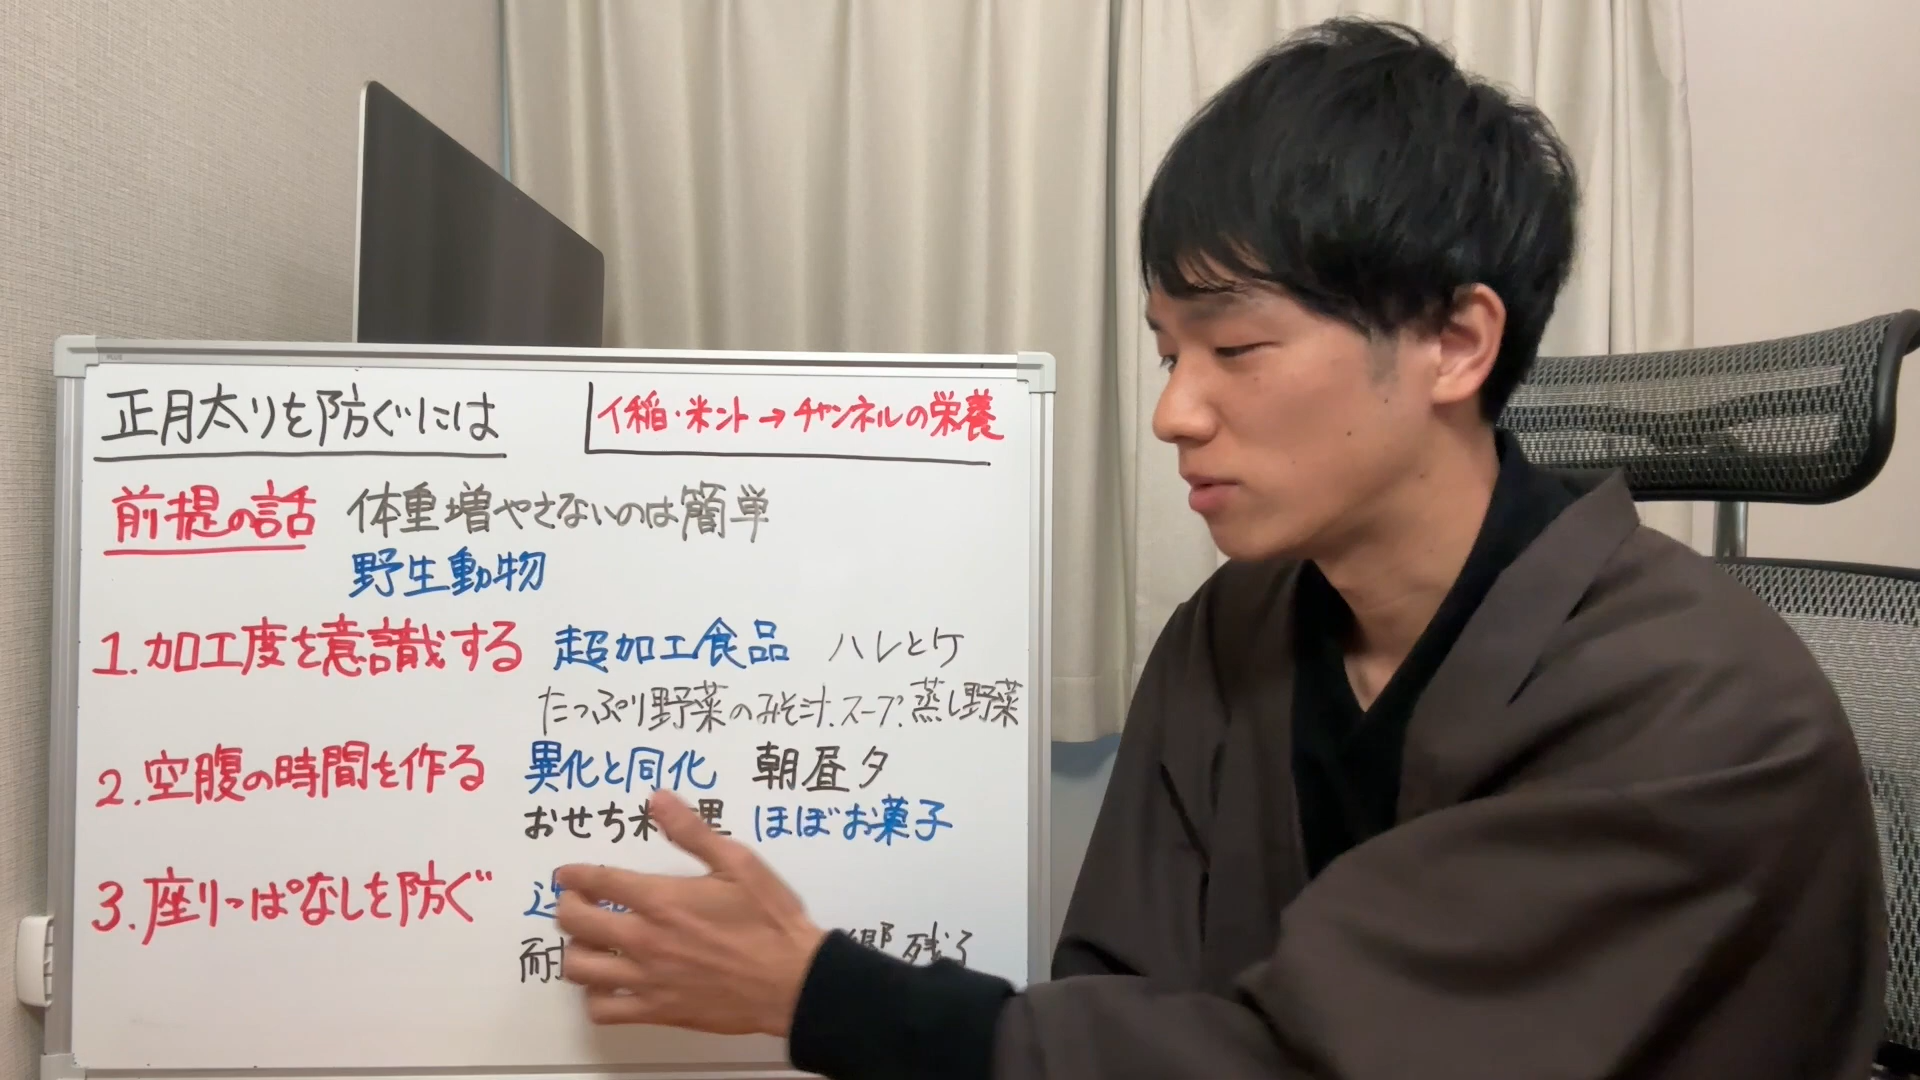 正月太りを防ぐには
イイ稲・米ント→チャンネルの栄養
前提の話 体重増やさないのは簡単
野生動物
1.加工度を意識する 超加工食品 ハレとケ
たっぷり野菜のみそ汁.スープ.蒸し野菜
2.空腹の時間を作る 異化と同化 朝昼夕
おせち料理 ほぼお菓子
3.座りっぱなしを防ぐ
耐 響残る